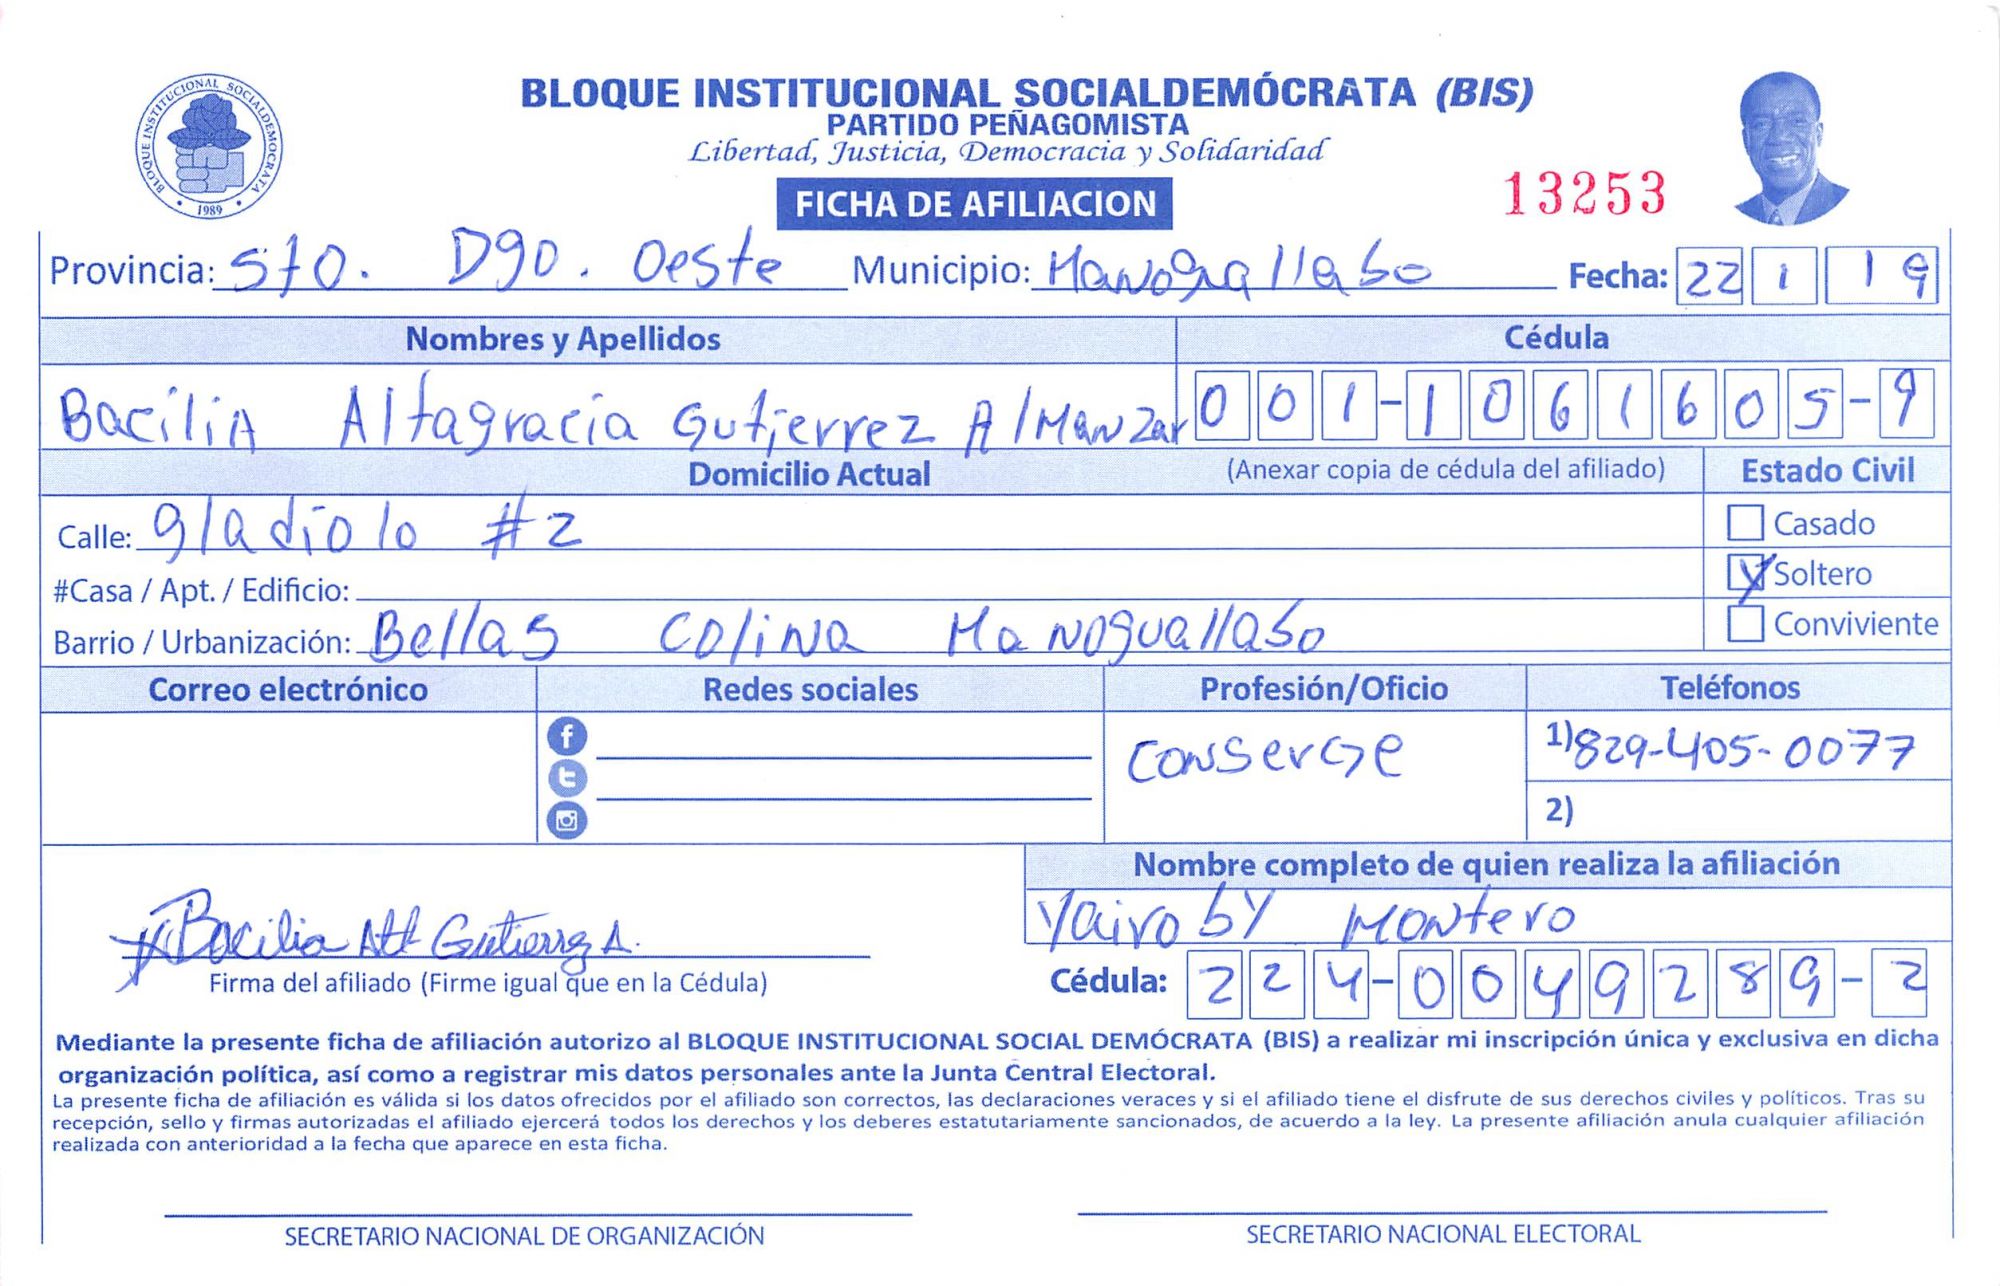 BLOQUE INSTITUCIONAL SOCIALDEMOCRATA
1989
BLOQUE INSTITUCIONAL SOCIALDEMÓCRATA (BIS)
PARTIDO PEÑAGOMISTA
Libertad, Justicia, Democracia y Solidaridad
FICHA DE AFILIACION
13253
Provincia: Sto. Dgo. Oeste Municipio: Manograllabo Fecha: 22 1 19
Nombres y Apellidos Cédula
Bacilia Altagracia Gutierrez Almanzar 001-1061605-9
Domicilio Actual (Anexar copia de cédula del afiliado) Estado Civil
Calle: gladiolo #2 Casado
#Casa / Apt. / Edificio: Soltero
Barrio / Urbanización: Bellas Colina Manoguallabo Conviviente
Correo electrónico Redes sociales Profesión/Oficio Teléfonos
Conserge 1) 829-405-0077
2)
Nombre completo de quien realiza la afiliación
Yairoby Montero
Bacilia Alt Gutierrez A.
Firma del afiliado (Firme igual que en la Cédula) Cédula: 224-0049289-2
Mediante la presente ficha de afiliación autorizo al BLOQUE INSTITUCIONAL SOCIAL DEMÓCRATA (BIS) a realizar mi inscripción única y exclusiva en dicha
organización política, así como a registrar mis datos personales ante la Junta Central Electoral.
La presente ficha de afiliación es válida si los datos ofrecidos por el afiliado son correctos, las declaraciones veraces y si el afiliado tiene el disfrute de sus derechos civiles y políticos. Tras su
recepción, sello y firmas autorizadas el afiliado ejercerá todos los derechos y los deberes estatutariamente sancionados, de acuerdo a la ley. La presente afiliación anula cualquier afiliación
realizada con anterioridad a la fecha que aparece en esta ficha.
SECRETARIO NACIONAL DE ORGANIZACIÓN SECRETARIO NACIONAL ELECTORAL